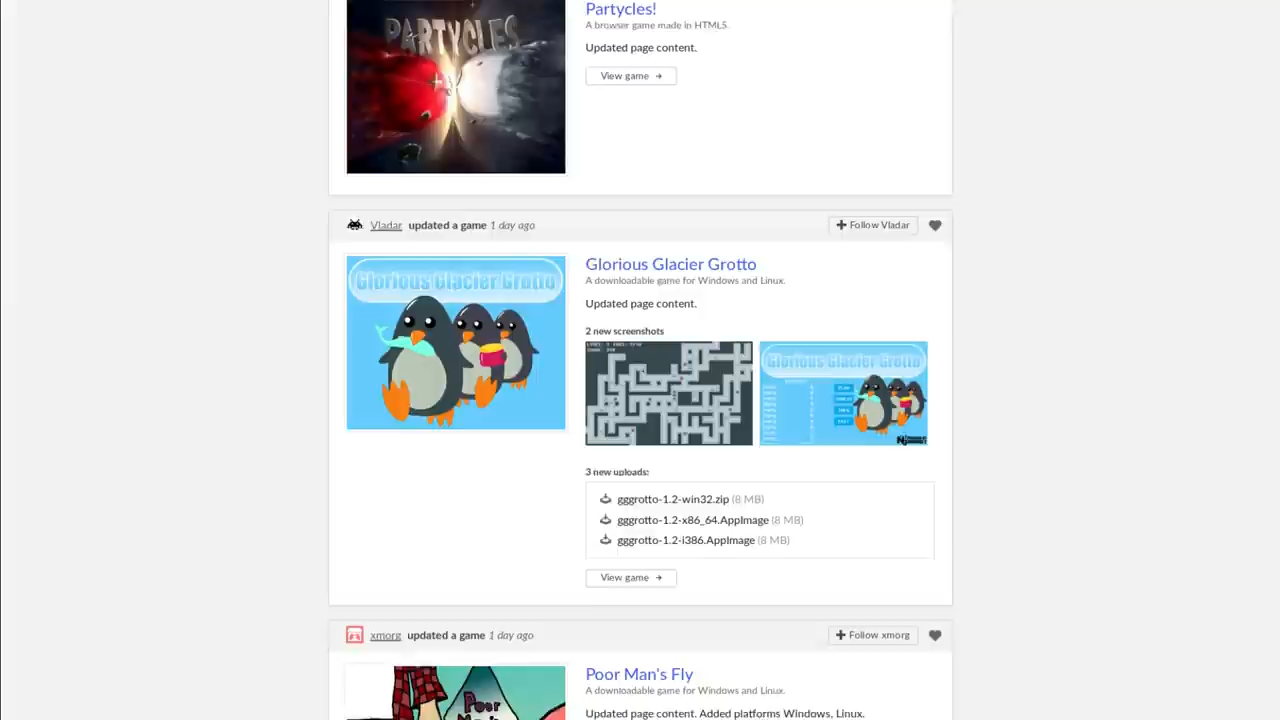 PARTYCLES
Partycles!
A browser game made in HTML5.
Updated page content.
View game →
Vladar updated a game 1 day ago
Follow Vladar
Glorious Glacier Grotto
Glorious Glacier Grotto
A downloadable game for Windows and Linux.
Updated page content.
2 new screenshots
Glorious Glacier Grotto
3 new uploads:
gggrotto-1.2-win32.zip (8 MB)
gggrotto-1.2-x86_64.AppImage (8 MB)
gggrotto-1.2-i386.AppImage (8 MB)
View game →
xmorg updated a game 1 day ago
Follow xmorg
Poor
Poor Man's Fly
A downloadable game for Windows and Linux.
Updated page content. Added platforms Windows, Linux.